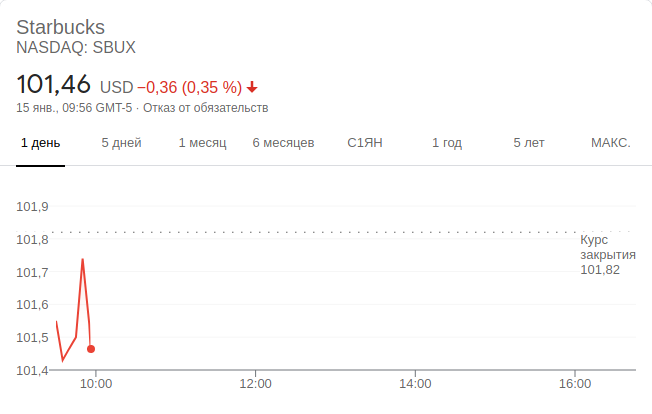 Starbucks
NASDAQ: SBUX
101,46 USD −0,36 (0,35 %)
15 янв., 09:56 GMT-5 · Отказ от обязательств
1 день 5 дней 1 месяц 6 месяцев С1ЯН 1 год 5 лет МАКС.
101,9
101,8
101,7
101,6
101,5
101,4
Курс
закрытия
101,82
10:00 12:00 14:00 16:00